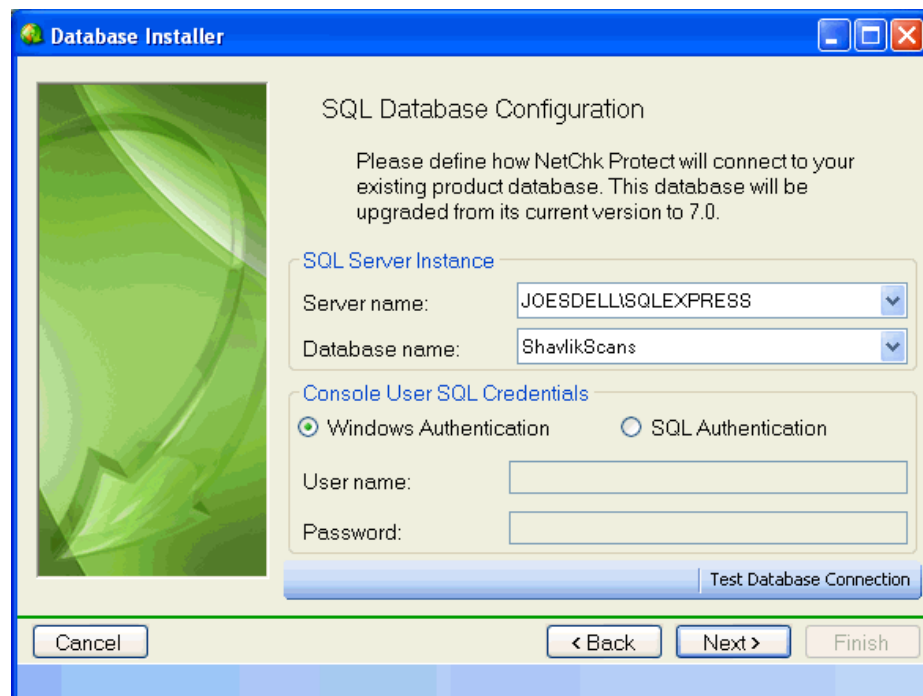 Database Installer
SQL Database Configuration
Please define how NetChk Protect will connect to your
existing product database. This database will be
upgraded from its current version to 7.0.
SQL Server Instance
Server name:
JOESDELL\SQLEXPRESS
Database name:
ShavlikScans
Console User SQL Credentials
Windows Authentication
SQL Authentication
User name:
Password:
Test Database Connection
Cancel
< Back
Next >
Finish